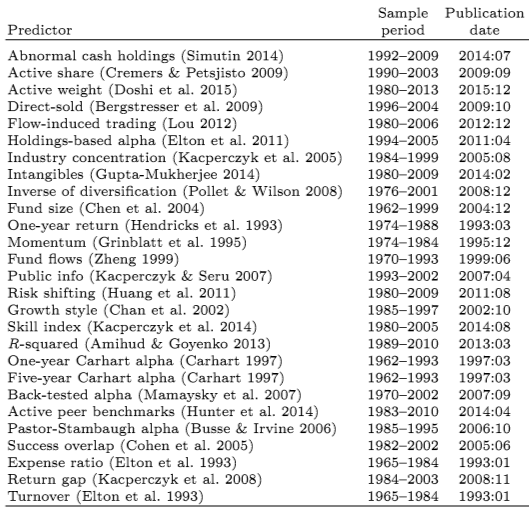 Sample Publication
Predictor period date
Abnormal cash holdings (Simutin 2014) 1992–2009 2014:07
Active share (Cremers & Petsjisto 2009) 1990–2003 2009:09
Active weight (Doshi et al. 2015) 1980–2013 2015:12
Direct-sold (Bergstresser et al. 2009) 1996–2004 2009:10
Flow-induced trading (Lou 2012) 1980–2006 2012:12
Holdings-based alpha (Elton et al. 2011) 1994–2005 2011:04
Industry concentration (Kacperczyk et al. 2005) 1984–1999 2005:08
Intangibles (Gupta-Mukherjee 2014) 1980–2009 2014:02
Inverse of diversification (Pollet & Wilson 2008) 1976–2001 2008:12
Fund size (Chen et al. 2004) 1962–1999 2004:12
One-year return (Hendricks et al. 1993) 1974–1988 1993:03
Momentum (Grinblatt et al. 1995) 1974–1984 1995:12
Fund flows (Zheng 1999) 1970–1993 1999:06
Public info (Kacperczyk & Seru 2007) 1993–2002 2007:04
Risk shifting (Huang et al. 2011) 1980–2009 2011:08
Growth style (Chan et al. 2002) 1985–1997 2002:10
Skill index (Kacperczyk et al. 2014) 1980–2005 2014:08
R-squared (Amihud & Goyenko 2013) 1989–2010 2013:03
One-year Carhart alpha (Carhart 1997) 1962–1993 1997:03
Five-year Carhart alpha (Carhart 1997) 1962–1993 1997:03
Back-tested alpha (Mamaysky et al. 2007) 1970–2002 2007:09
Active peer benchmarks (Hunter et al. 2014) 1983–2010 2014:04
Pastor-Stambaugh alpha (Busse & Irvine 2006) 1985–1995 2006:10
Success overlap (Cohen et al. 2005) 1982–2002 2005:06
Expense ratio (Elton et al. 1993) 1965–1984 1993:01
Return gap (Kacperczyk et al. 2008) 1984–2003 2008:11
Turnover (Elton et al. 1993) 1965–1984 1993:01